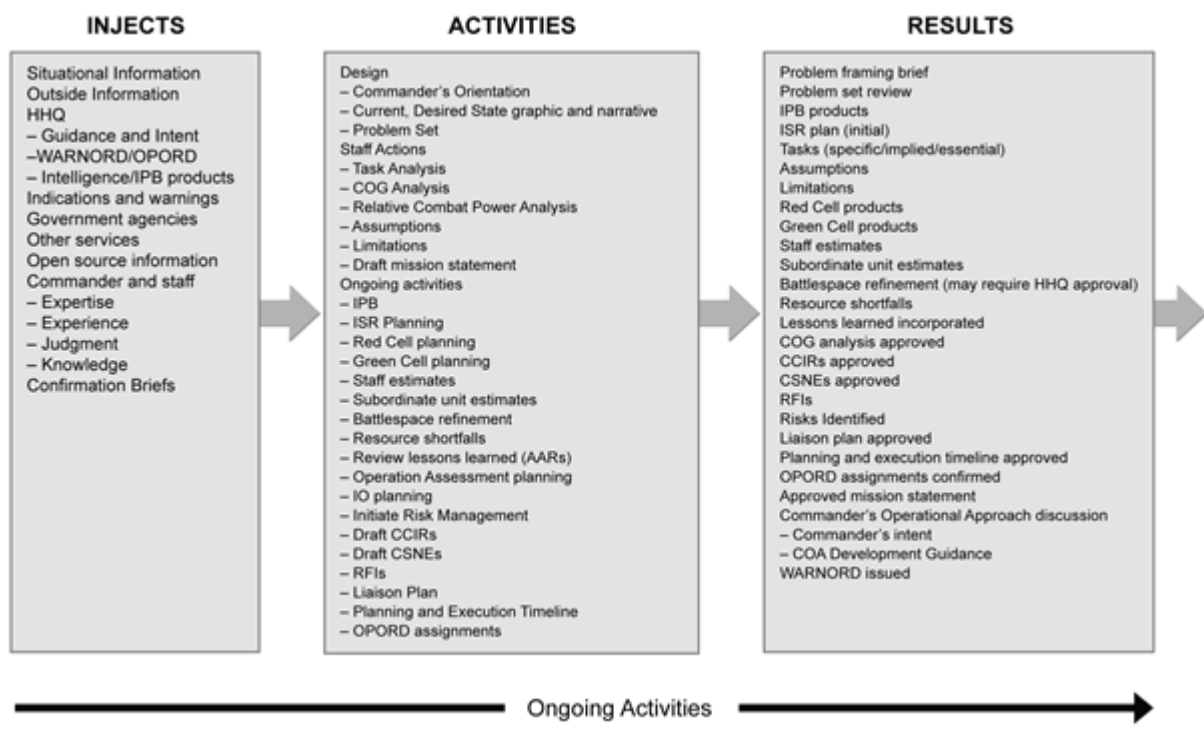 INJECTS
Situational Information
Outside Information
HHQ
– Guidance and Intent
–WARNORD/OPORD
– Intelligence/IPB products
Indications and warnings
Government agencies
Other services
Open source information
Commander and staff
– Expertise
– Experience
– Judgment
– Knowledge
Confirmation Briefs
ACTIVITIES
Design
– Commander's Orientation
– Current, Desired State graphic and narrative
– Problem Set
Staff Actions
– Task Analysis
– COG Analysis
– Relative Combat Power Analysis
– Assumptions
– Limitations
– Draft mission statement
Ongoing activities
– IPB
– ISR Planning
– Red Cell planning
– Green Cell planning
– Staff estimates
– Subordinate unit estimates
– Battlespace refinement
– Resource shortfalls
– Review lessons learned (AARs)
– Operation Assessment planning
– IO planning
– Initiate Risk Management
– Draft CCIRs
– Draft CSNEs
– RFIs
– Liaison Plan
– Planning and Execution Timeline
– OPORD assignments
RESULTS
Problem framing brief
Problem set review
IPB products
ISR plan (initial)
Tasks (specific/implied/essential)
Assumptions
Limitations
Red Cell products
Green Cell products
Staff estimates
Subordinate unit estimates
Battlespace refinement (may require HHQ approval)
Resource shortfalls
Lessons learned incorporated
COG analysis approved
CCIRs approved
CSNEs approved
RFIs
Risks Identified
Liaison plan approved
Planning and execution timeline approved
OPORD assignments confirmed
Approved mission statement
Commander's Operational Approach discussion
– Commander's intent
– COA Development Guidance
WARNORD issued
Ongoing Activities